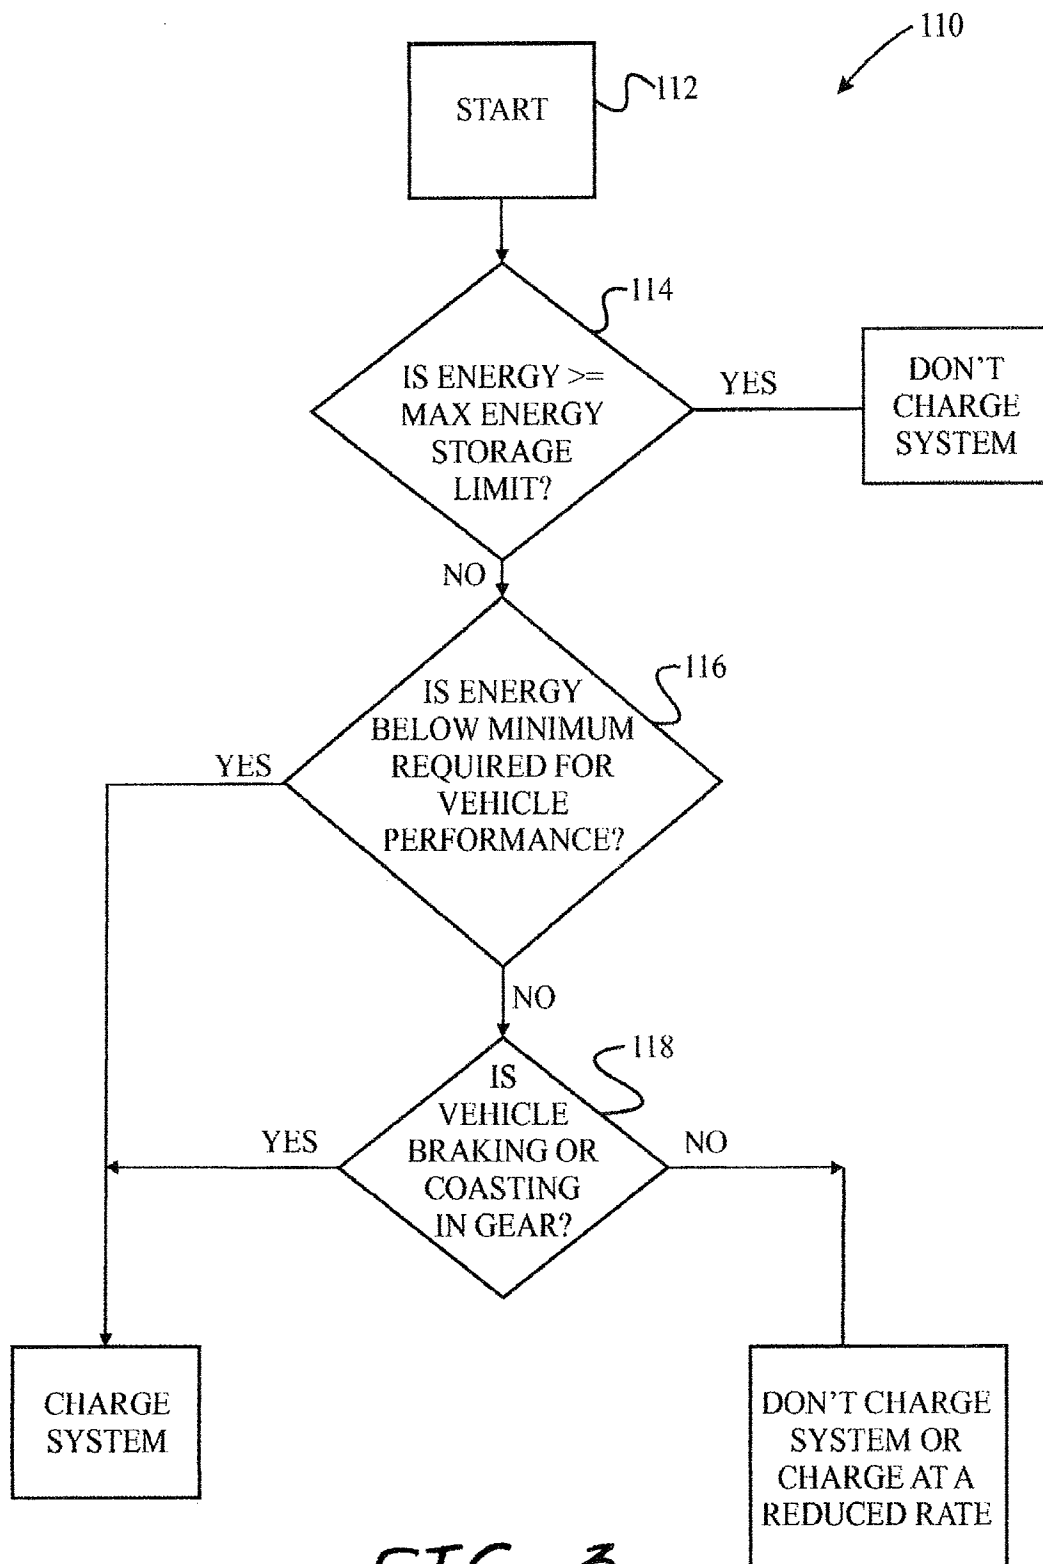 110
START
112
114
IS ENERGY >=
MAX ENERGY
STORAGE
LIMIT?
YES
DON'T
CHARGE
SYSTEM
NO
116
IS ENERGY
BELOW MINIMUM
REQUIRED FOR
VEHICLE
PERFORMANCE?
YES
NO
118
IS
VEHICLE
BRAKING OR
COASTING
IN GEAR?
YES
NO
CHARGE
SYSTEM
DON'T CHARGE
SYSTEM OR
CHARGE AT A
REDUCED RATE
FIG. 3